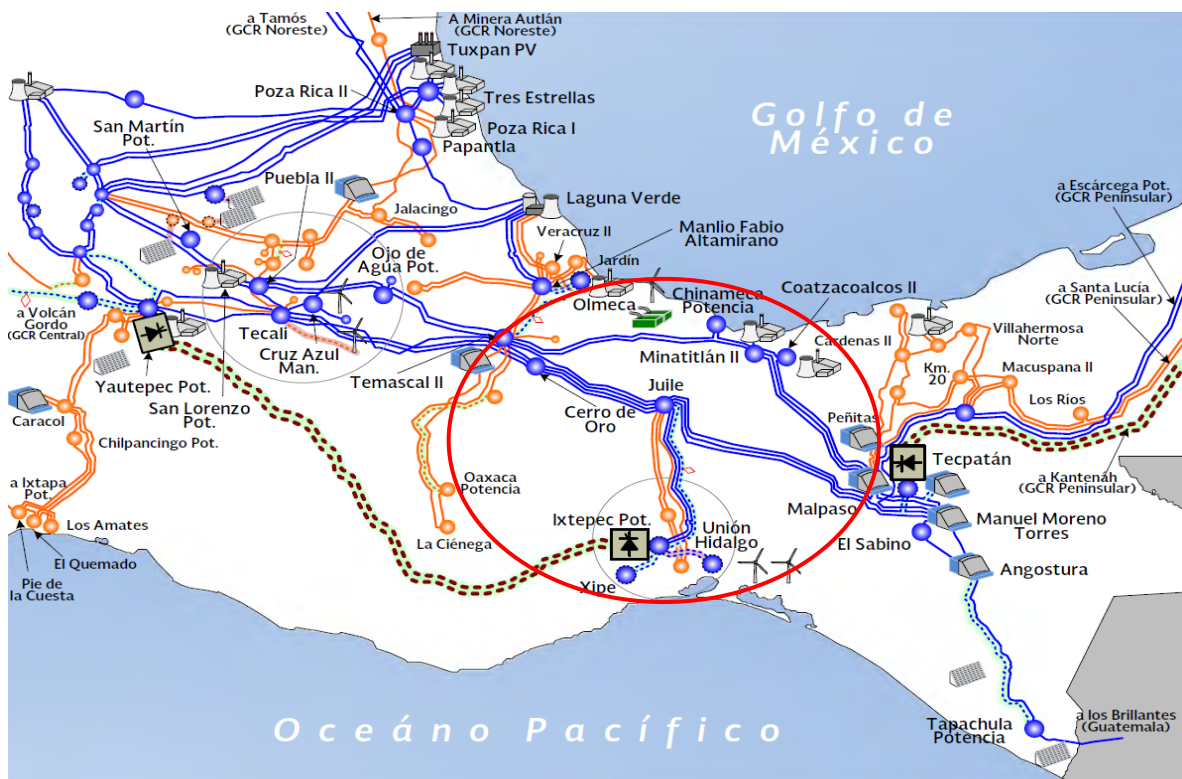 a Tamós
(GCR Noreste)
A Minera Autlán
(GCR Noreste)
Tuxpan PV
Poza Rica II
Tres Estrellas
San Martín
Pot.
Poza Rica I
Papantla
Golfo de
México
Puebla II
Jalacingo
Laguna Verde
a Escárcega Pot.
(GCR Peninsular)
Veracruz II
Manlio Fabio
Altamirano
Ojo de
Agua Pot.
Jardín
a Santa Lucía
(GCR Peninsular)
Olmeca
Chinameca
Potencia
Coatzacoalcos II
a Volcán
Gordo
(GCR Central)
Tecali
Cruz Azul
Man.
Temascal II
Minatitlán II
Cardenas II
Villahermosa
Norte
Km.
20
Macuspana II
Yautepec Pot.
San Lorenzo
Pot.
Cerro de
Oro
Juile
Los Ríos
Caracol
Chilpancingo Pot.
Peñitas
Tecpatán
a Kantenáh
(GCR Peninsular)
a Ixtapa
Pot.
Oaxaca
Potencia
Malpaso
Los Amates
La Ciénega
Ixtepec Pot.
Unión
Hidalgo
El Sabino
Manuel Moreno
Torres
El Quemado
Pie de
la Cuesta
Xipe
Angostura
Oceáno Pacífico
Tapachula
Potencia
a los Brillantes
(Guatemala)